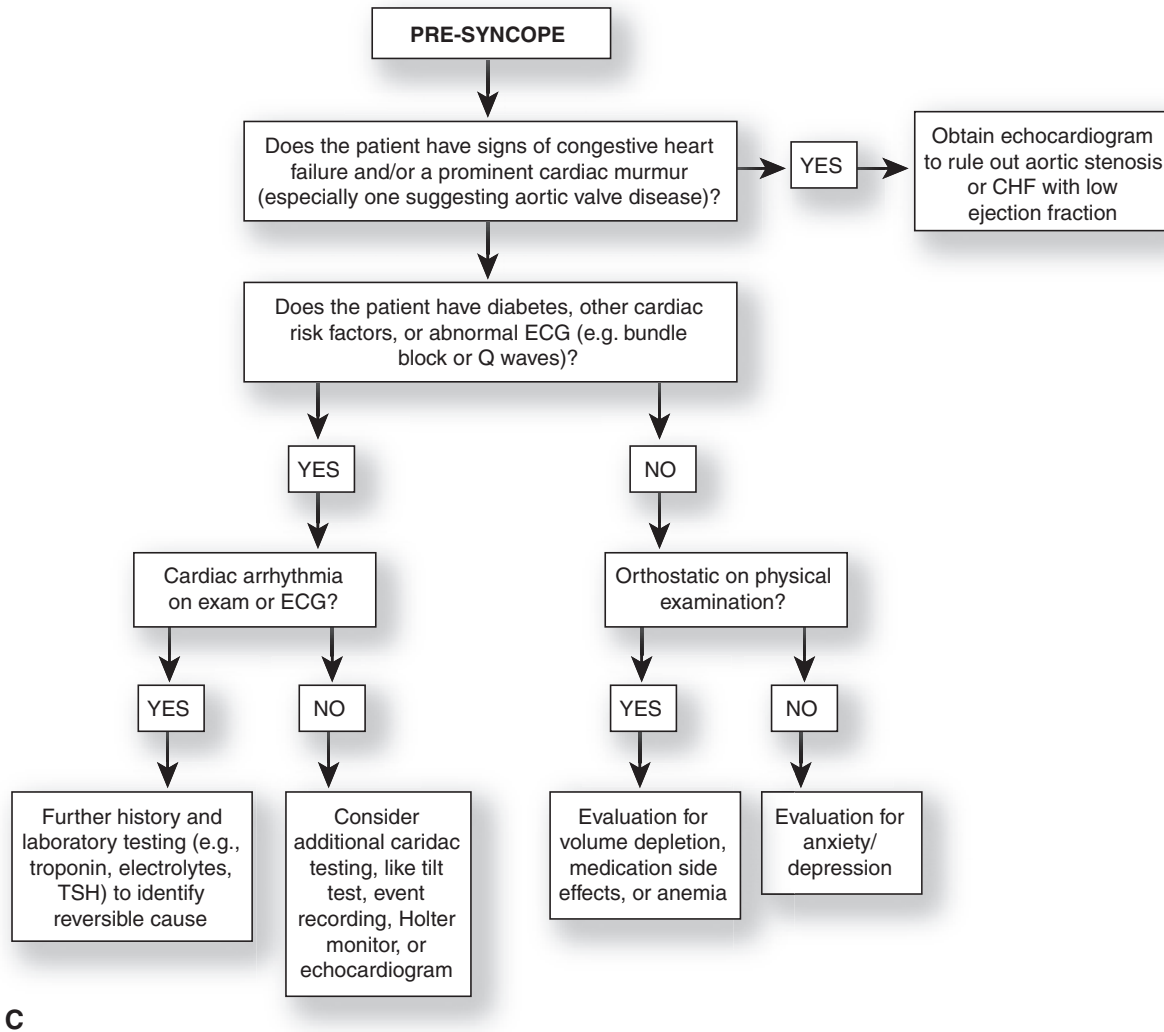 PRE-SYNCOPE
Does the patient have signs of congestive heart
failure and/or a prominent cardiac murmur
(especially one suggesting aortic valve disease)?
YES
Obtain echocardiogram
to rule out aortic stenosis
or CHF with low
ejection fraction
Does the patient have diabetes, other cardiac
risk factors, or abnormal ECG (e.g. bundle
block or Q waves)?
YES
NO
Cardiac arrhythmia
on exam or ECG?
Orthostatic on physical
examination?
YES
NO
YES
NO
Further history and
laboratory testing (e.g.,
troponin, electrolytes,
TSH) to identify
reversible cause
Consider
additional caridac
testing, like tilt
test, event
recording, Holter
monitor, or
echocardiogram
Evaluation for
volume depletion,
medication side
effects, or anemia
Evaluation for
anxiety/
depression
C